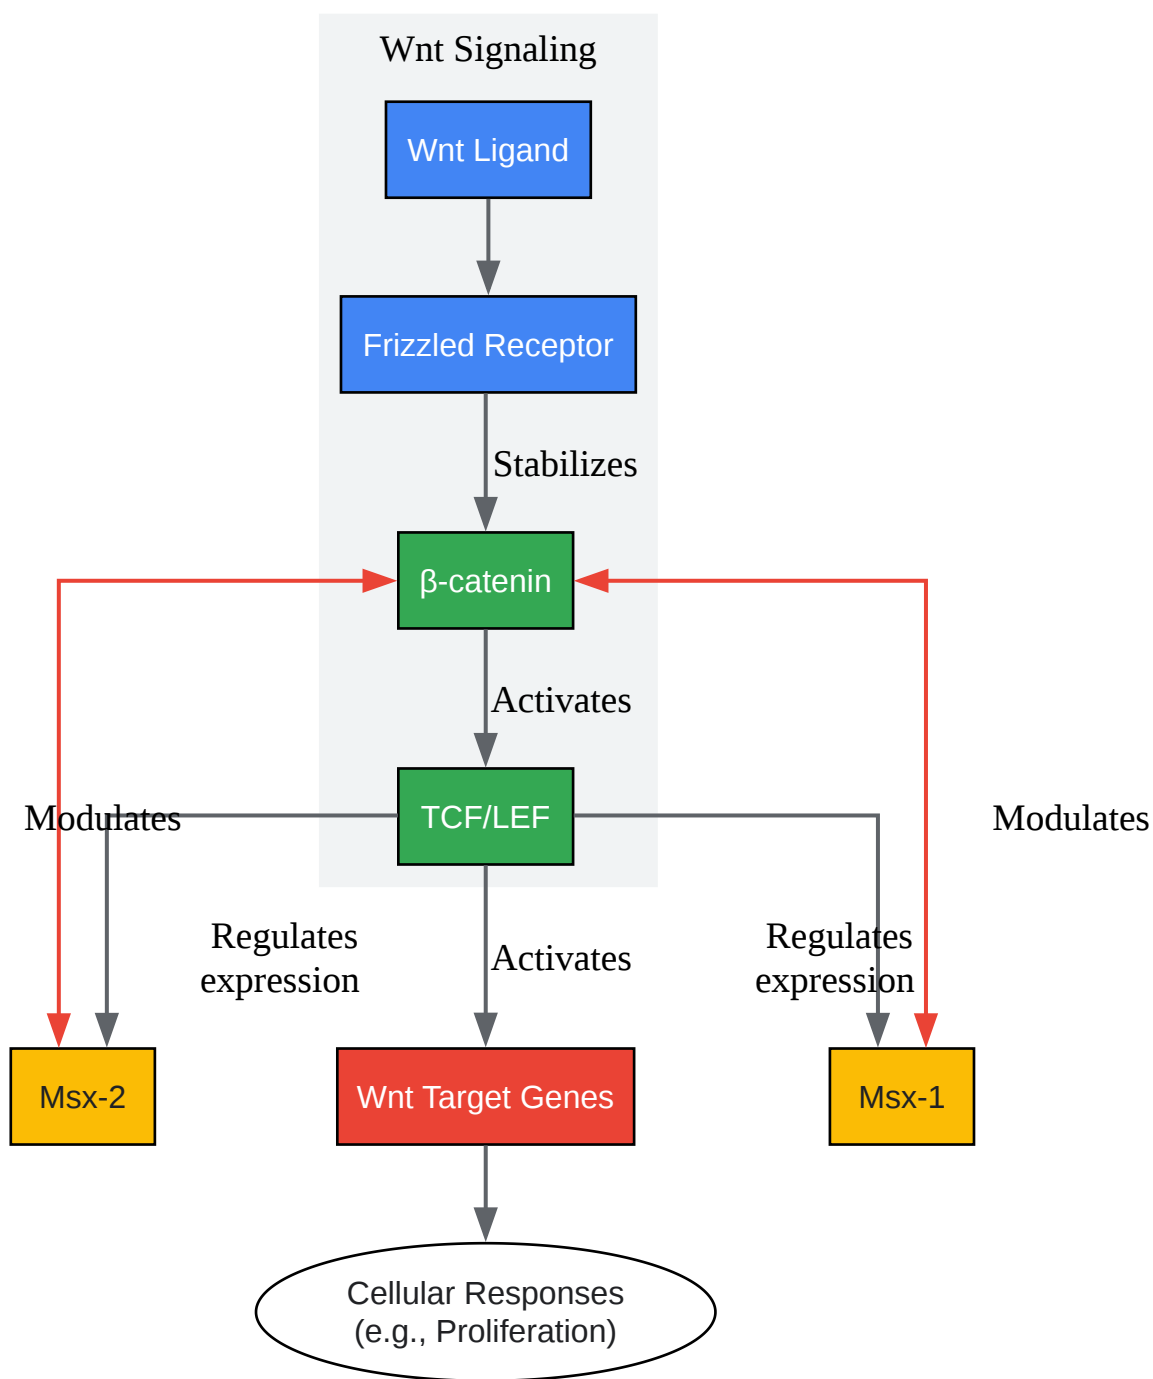 Wnt Signaling
Wnt Ligand
Frizzled Receptor
Stabilizes
β-catenin
Activates
Modulates
TCF/LEF
Modulates
Regulates
expression
Activates
Regulates
expression
Msx-2
Wnt Target Genes
Msx-1
Cellular Responses
(e.g., Proliferation)